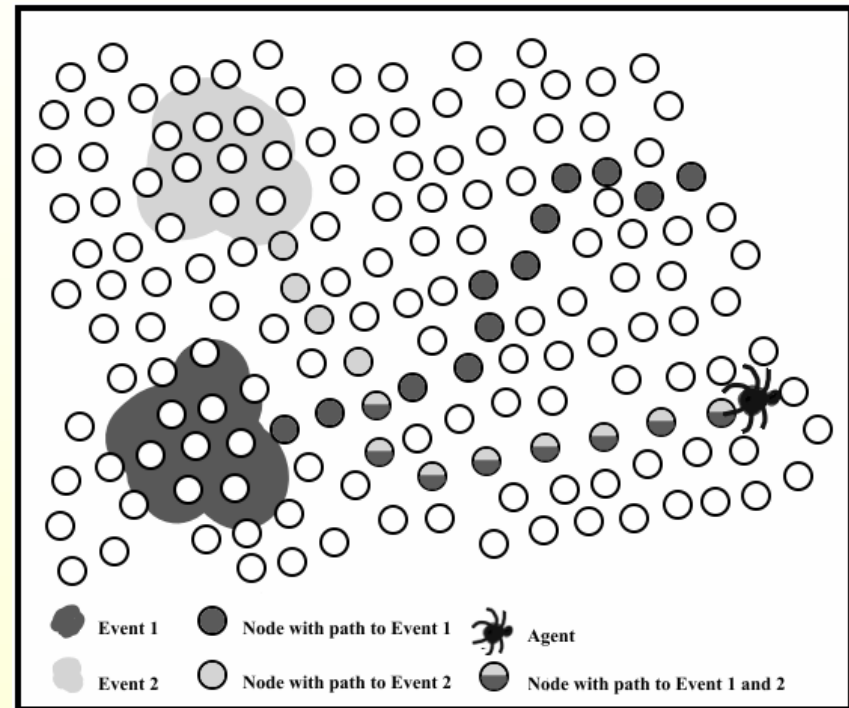 Event 1
Node with path to Event 1
Agent
Event 2
Node with path to Event 2
Node with path to Event 1 and 2